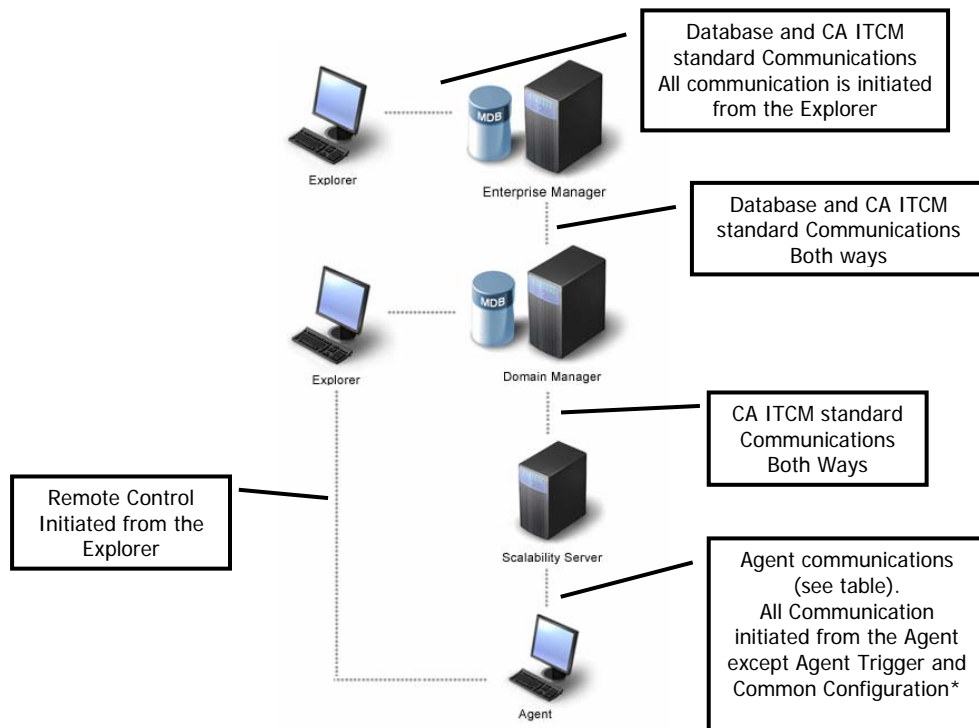 Database and CA ITCM
standard Communications
All communication is initiated
from the Explorer
MDB
Explorer
Enterprise Manager
Database and CA ITCM
standard Communications
Both ways
MDB
Explorer
Domain Manager
CA ITCM standard
Communications
Both Ways
Remote Control
Initiated from the
Explorer
Scalability Server
Agent communications
(see table).
All Communication
initiated from the Agent
except Agent Trigger and
Common Configuration*
Agent